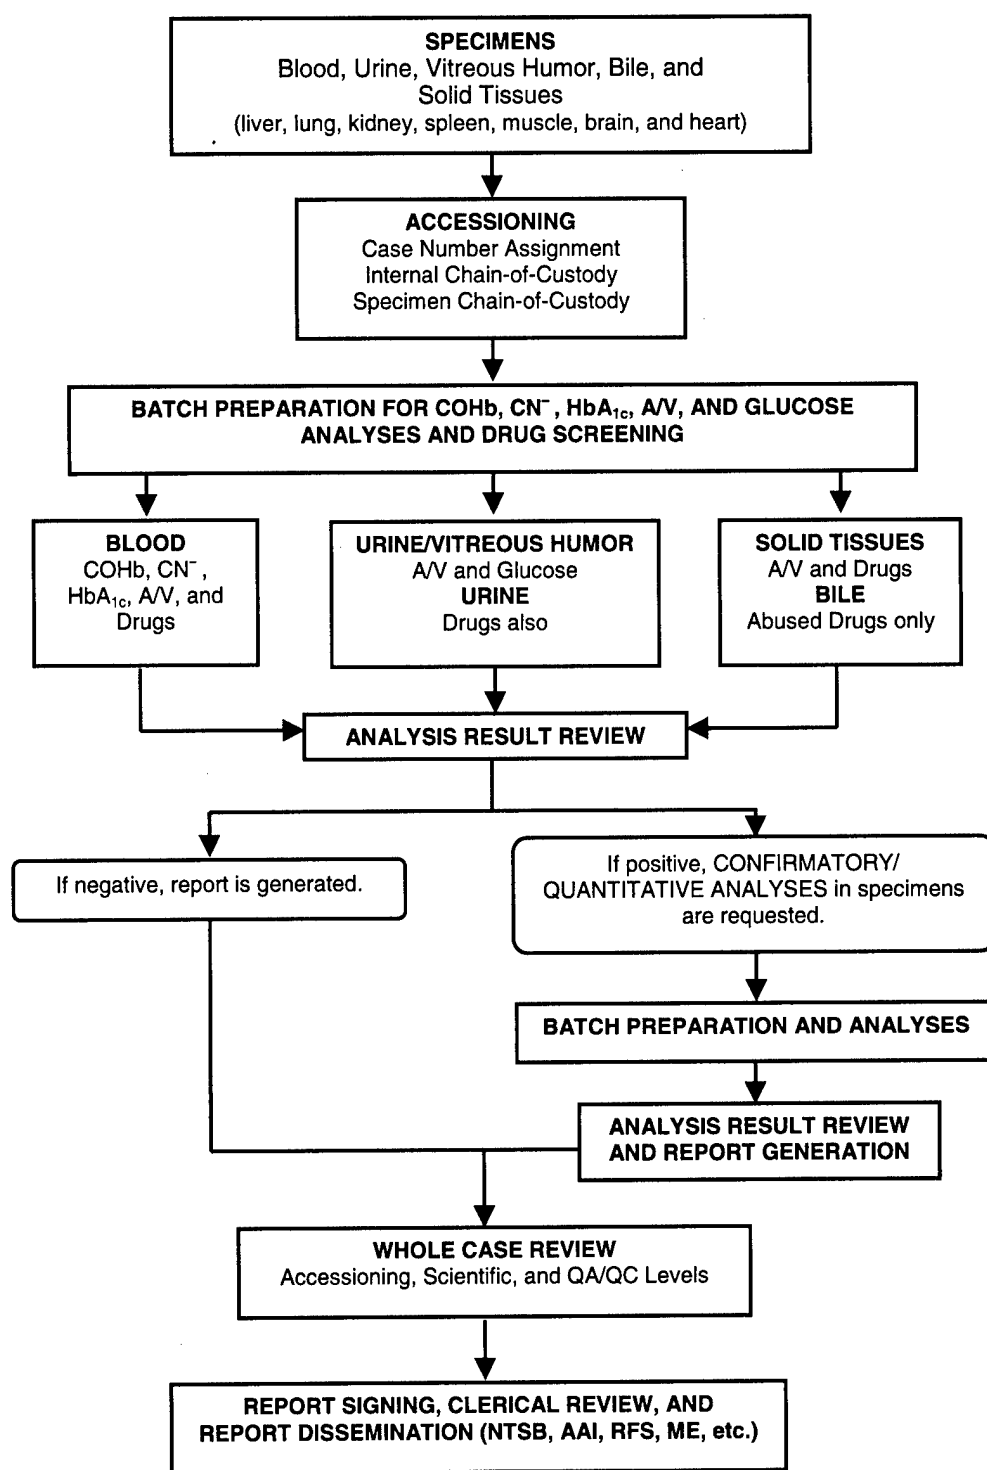 SPECIMENS
Blood, Urine, Vitreous Humor, Bile, and
Solid Tissues
(liver, lung, kidney, spleen, muscle, brain, and heart)
ACCESSIONING
Case Number Assignment
Internal Chain-of-Custody
Specimen Chain-of-Custody
BATCH PREPARATION FOR COHb, CN⁻, HbA₁c, A/V, AND GLUCOSE
ANALYSES AND DRUG SCREENING
BLOOD
COHb, CN⁻,
HbA₁c, A/V, and
Drugs
URINE/VITREOUS HUMOR
A/V and Glucose
URINE
Drugs also
SOLID TISSUES
A/V and Drugs
BILE
Abused Drugs only
ANALYSIS RESULT REVIEW
If negative, report is generated.
If positive, CONFIRMATORY/
QUANTITATIVE ANALYSES in specimens
are requested.
BATCH PREPARATION AND ANALYSES
ANALYSIS RESULT REVIEW
AND REPORT GENERATION
WHOLE CASE REVIEW
Accessioning, Scientific, and QA/QC Levels
REPORT SIGNING, CLERICAL REVIEW, AND
REPORT DISSEMINATION (NTSB, AAI, RFS, ME, etc.)